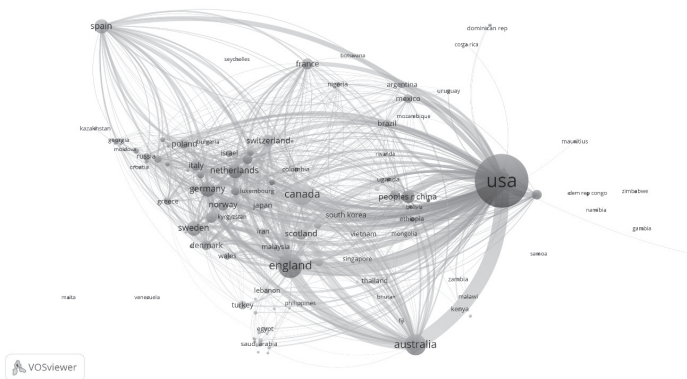 spain
dominican rep
costa rica
seychelles
botswana
france
nigeria
argentina
uruguay
mexico
mozambique
brazil
kazakhstan
georgia
moldova
poland
bulgaria
switzerland
mauritius
russia
israel
rwanda
croatia
italy
netherlands
colombia
uganda
usa
germany
luxembourg
canada
peoples r china
dem rep congo
zimbabwe
greece
norway
japan
namibia
kyrgyzstan
south korea
ethiopia
gambia
sweden
iran
scotland
vietnam
mongolia
denmark
malaysia
wales
samoa
england
singapore
thailand
zambia
lebanon
malta
venezuela
bhutan
malawi
turkey
philippines
kenya
egypt
saudi arabia
australia
VOSviewer